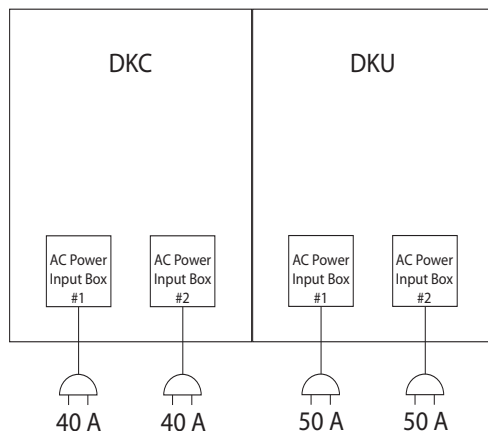 DKC
DKU
AC Power
Input Box
#1
AC Power
Input Box
#2
AC Power
Input Box
#1
AC Power
Input Box
#2
40 A
40 A
50 A
50 A